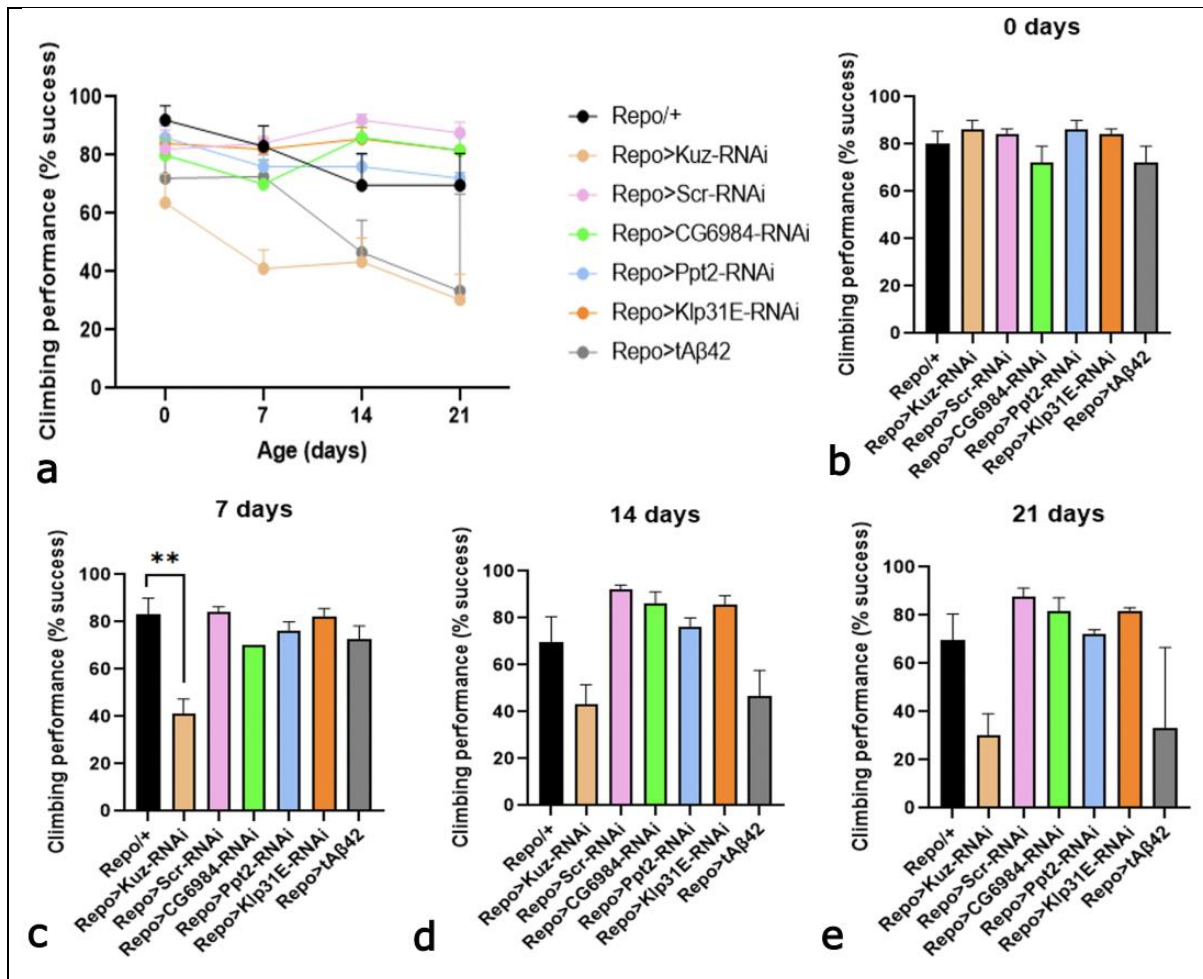 Climbing performance (% success)
100
80
60
40
20
0
0
7
14
21
Age (days)
a
Repo/+
Repo>Kuz-RNAi
Repo>Scr-RNAi
Repo>CG6984-RNAi
Repo>Ppt2-RNAi
Repo>Klp31E-RNAi
Repo>tAβ42
0 days
Climbing performance (% success)
100
80
60
40
20
0
Repo/+
Repo>Kuz-RNAi
Repo>Scr-RNAi
Repo>CG6984-RNAi
Repo>Ppt2-RNAi
Repo>Klp31E-RNAi
Repo>tAβ42
b
7 days
Climbing performance (% success)
100
80
60
40
20
0
**
Repo/+
Repo>Kuz-RNAi
Repo>Scr-RNAi
Repo>CG6984-RNAi
Repo>Ppt2-RNAi
Repo>Klp31E-RNAi
Repo>tAβ42
c
14 days
Climbing performance (% success)
100
80
60
40
20
0
Repo/+
Repo>Kuz-RNAi
Repo>Scr-RNAi
Repo>CG6984-RNAi
Repo>Ppt2-RNAi
Repo>Klp31E-RNAi
Repo>tAβ42
d
21 days
Climbing performance (% success)
100
80
60
40
20
0
Repo/+
Repo>Kuz-RNAi
Repo>Scr-RNAi
Repo>CG6984-RNAi
Repo>Ppt2-RNAi
Repo>Klp31E-RNAi
Repo>tAβ42
e